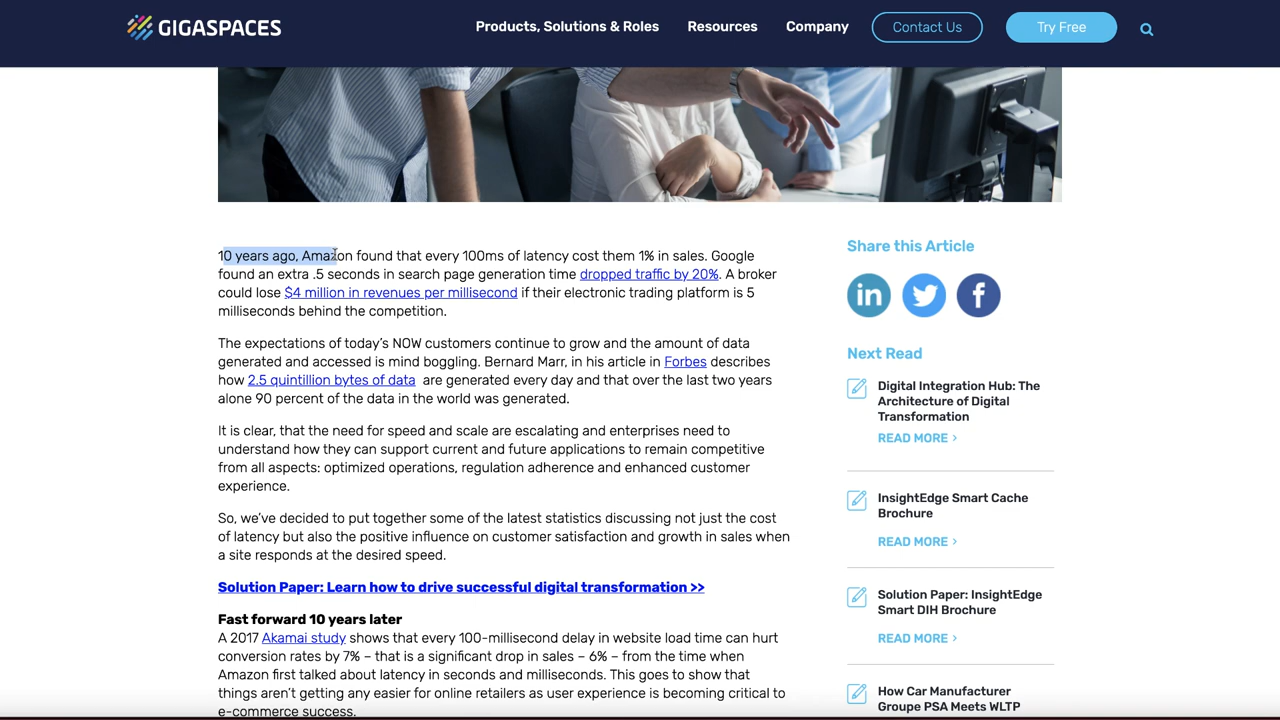 GIGASPACES
Products, Solutions & Roles
Resources
Company
Contact Us
Try Free
10 years ago, Amazon found that every 100ms of latency cost them 1% in sales. Google
found an extra .5 seconds in search page generation time dropped traffic by 20%. A broker
could lose $4 million in revenues per millisecond if their electronic trading platform is 5
milliseconds behind the competition.
The expectations of today’s NOW customers continue to grow and the amount of data
generated and accessed is mind boggling. Bernard Marr, in his article in Forbes describes
how 2.5 quintillion bytes of data are generated every day and that over the last two years
alone 90 percent of the data in the world was generated.
It is clear, that the need for speed and scale are escalating and enterprises need to
understand how they can support current and future applications to remain competitive
from all aspects: optimized operations, regulation adherence and enhanced customer
experience.
So, we’ve decided to put together some of the latest statistics discussing not just the cost
of latency but also the positive influence on customer satisfaction and growth in sales when
a site responds at the desired speed.
Solution Paper: Learn how to drive successful digital transformation >>
Fast forward 10 years later
A 2017 Akamai study shows that every 100-millisecond delay in website load time can hurt
conversion rates by 7% – that is a significant drop in sales – 6% – from the time when
Amazon first talked about latency in seconds and milliseconds. This goes to show that
things aren’t getting any easier for online retailers as user experience is becoming critical to
e-commerce success.
Share this Article
in
f
Next Read
Digital Integration Hub: The
Architecture of Digital
Transformation
READ MORE >
InsightEdge Smart Cache
Brochure
READ MORE >
Solution Paper: InsightEdge
Smart DIH Brochure
READ MORE >
How Car Manufacturer
Groupe PSA Meets WLTP